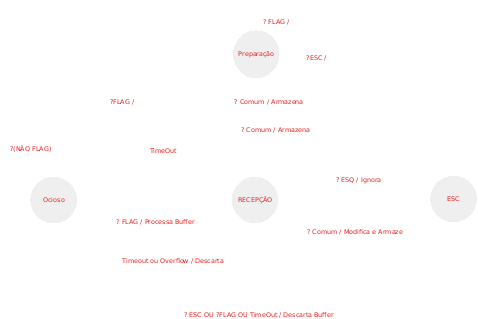 ? FLAG /
Preparação
?ESC /
?FLAG /
? Comum / Armazena
? Comum / Armazena
?(NÃO FLAG)
TimeOut
? ESQ / Ignora
Ocioso
RECEPÇÃO
ESC
? FLAG / Processa Buffer
? Comum / Modifica e Armaze
Timeout ou Overflow / Descarta
? ESC OU ?FLAG OU TimeOut / Descarta Buffer